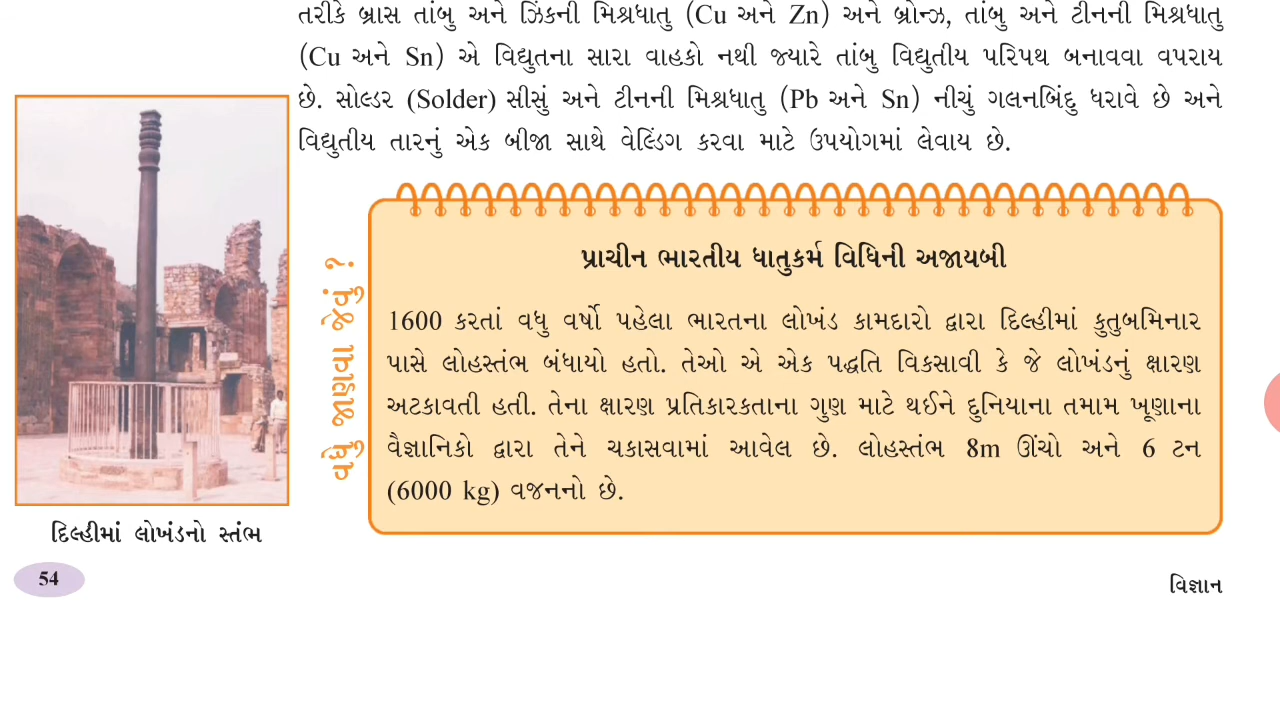 તરીકે બ્રાસ તાંબુ અને ઝિંકની મિશ્રધાતુ (Cu અને Zn) અને બ્રોન્ઝ, તાંબુ અને ટીનની મિશ્રધાતુ
(Cu અને Sn) એ વિદ્યુતના સારા વાહકો નથી જ્યારે તાંબુ વિદ્યુતીય પરિપથ બનાવવા વપરાય
છે. સોલ્ડર (Solder) સીસું અને ટીનની મિશ્રધાતુ (Pb અને Sn) નીચું ગલનબિંદુ ધરાવે છે અને
વિદ્યુતીય તારનું એક બીજા સાથે વેલ્ડિંગ કરવા માટે ઉપયોગમાં લેવાય છે.
વધુ જાણવા જેવું ?
પ્રાચીન ભારતીય ધાતુકર્મ વિધિની અજાયબી
1600 કરતાં વધુ વર્ષો પહેલા ભારતના લોખંડ કામદારો દ્વારા દિલ્હીમાં કુતુબમિનાર
પાસે લોહસ્તંભ બંધાયો હતો. તેઓ એ એક પદ્ધતિ વિકસાવી કે જે લોખંડનું ક્ષારણ
અટકાવતી હતી. તેના ક્ષારણ પ્રતિકારકતાના ગુણ માટે થઈને દુનિયાના તમામ ખૂણાના
વૈજ્ઞાનિકો દ્વારા તેને ચકાસવામાં આવેલ છે. લોહસ્તંભ 8m ઊંચો અને 6 ટન
(6000 kg) વજનનો છે.
દિલ્હીમાં લોખંડનો સ્તંભ
54
વિજ્ઞાન